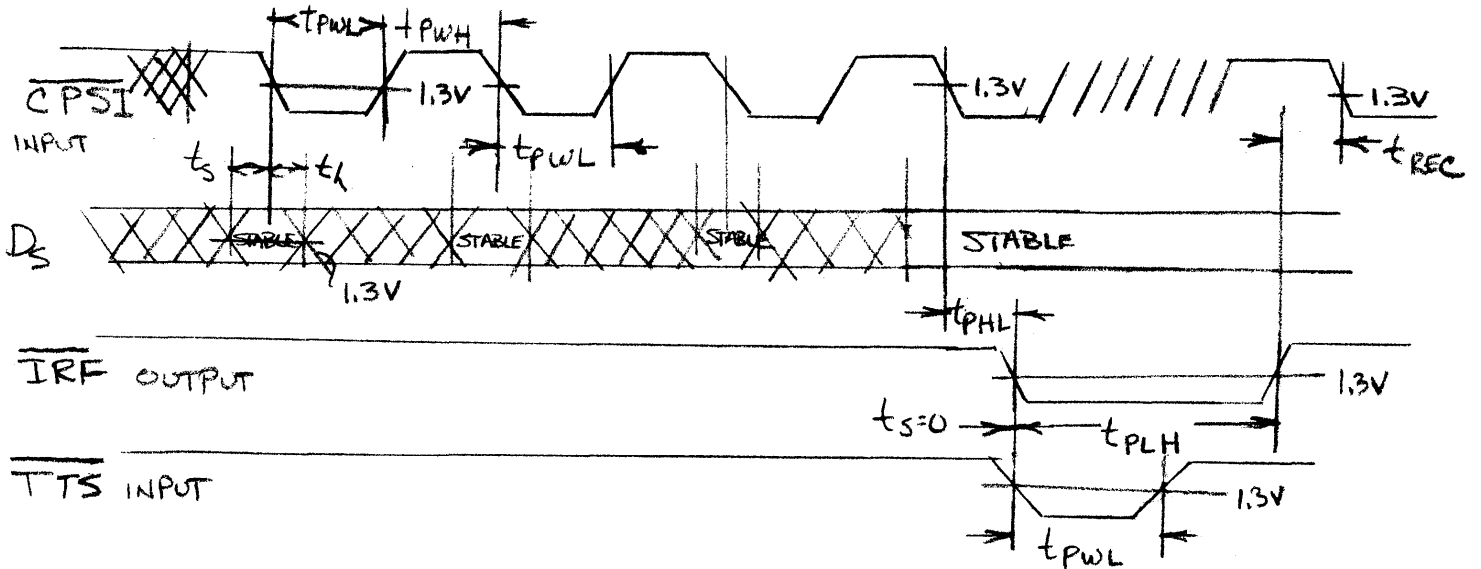 tPWL tPWH
CPSI
INPUT
1.3V
1.3V
1.3V
ts
th
tPWL
tREC
DS
STABLE
STABLE
STABLE
STABLE
1.3V
tPHL
IRF OUTPUT
1.3V
ts=0
tPLH
TTS INPUT
1.3V
tPWL